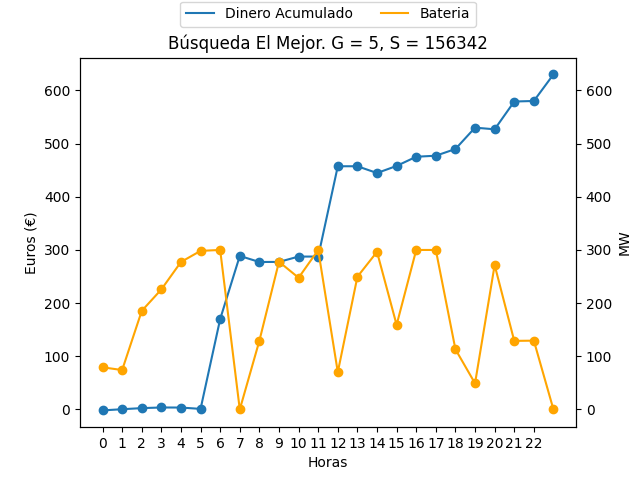 Dinero Acumulado Bateria
Búsqueda El Mejor. G = 5, S = 156342
600 600
500 500
400 400
300 300
200 200
100 100
0 0
Euros (€)
MW
0 1 2 3 4 5 6 7 8 9 10 11 12 13 14 15 16 17 18 19 20 21 22
Horas